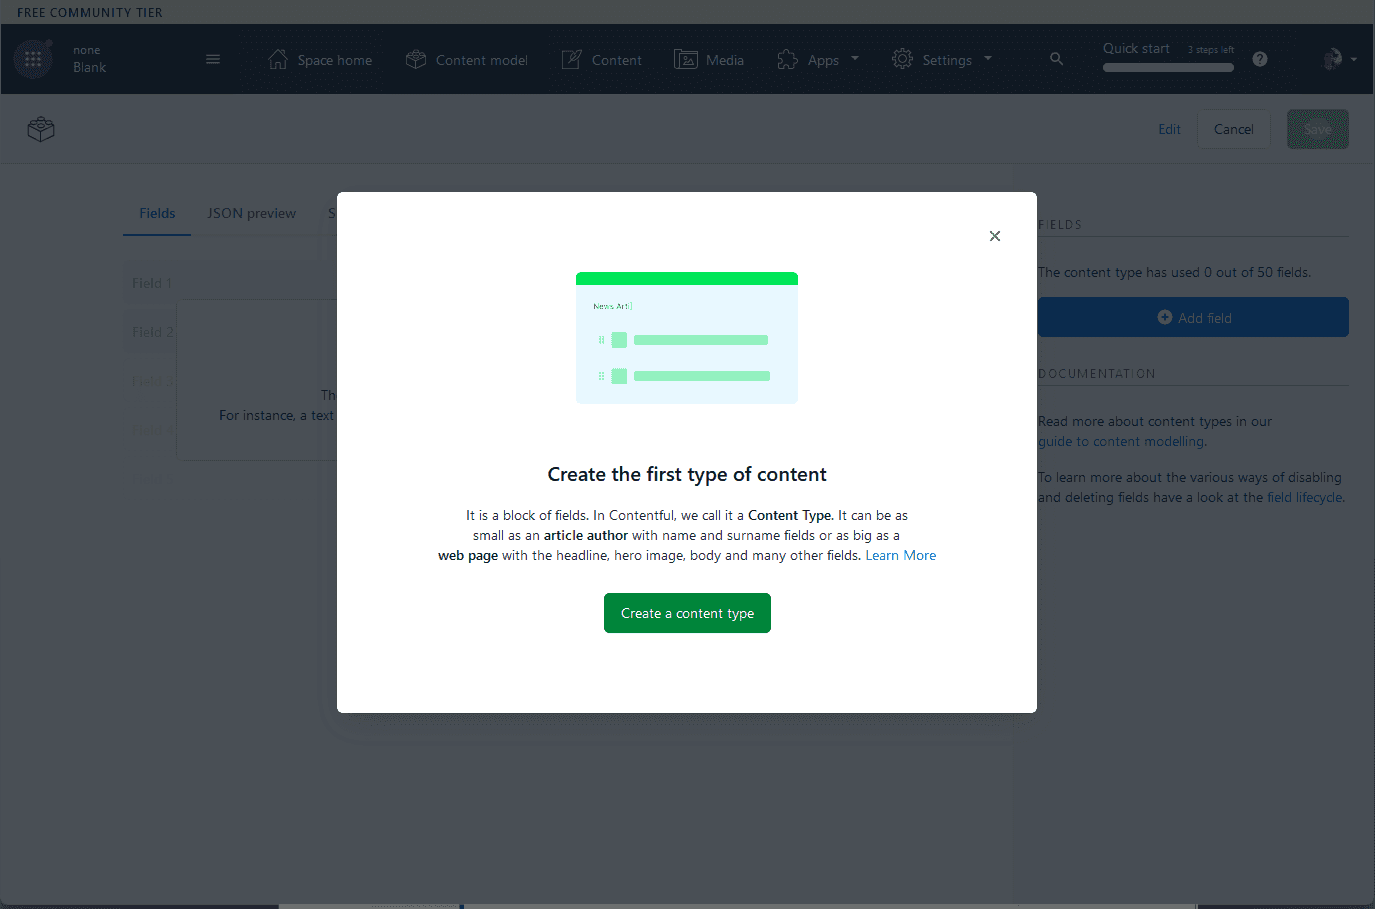 FREE COMMUNITY TIER
none
Blank
Space home
Content model
Content
Media
Apps
Settings
Quick start
3 steps left
Edit
Cancel
Save
Fields
JSON preview
S
Field 1
Field 2
Field 3
For instance, a text
FIELDS
The content type has used 0 out of 50 fields.
Add field
DOCUMENTATION
Read more about content types in our
guide to content modelling.
To learn more about the various ways of disabling
and deleting fields have a look at the field lifecycle.
News Arti
Create the first type of content
It is a block of fields. In Contentful, we call it a Content Type. It can be as
small as an article author with name and surname fields or as big as a
web page with the headline, hero image, body and many other fields. Learn More
Create a content type